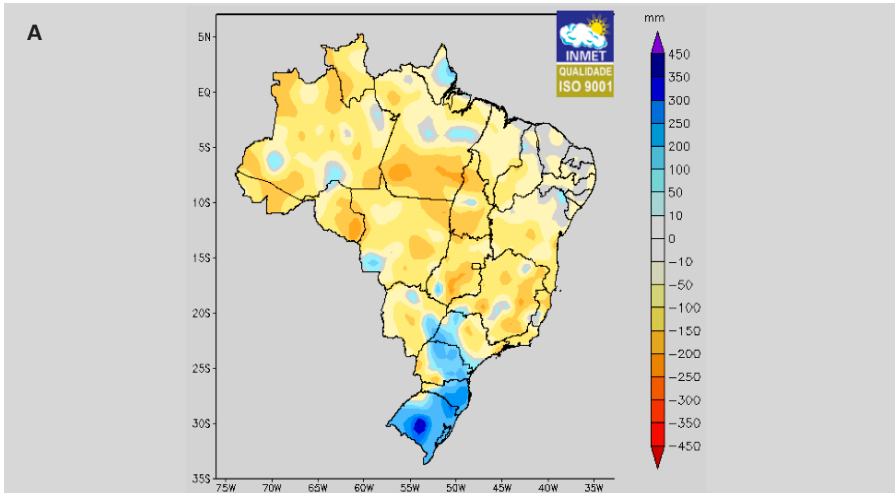 A
mm
INMET
QUALIDADE
ISO 9001
5N
EQ
5S
10S
15S
20S
25S
30S
35S
75W
70W
65W
60W
55W
50W
45W
40W
35W
450
350
300
250
200
100
50
10
0
−10
−50
−50
−100
−150
−200
−250
−300
−350
−450